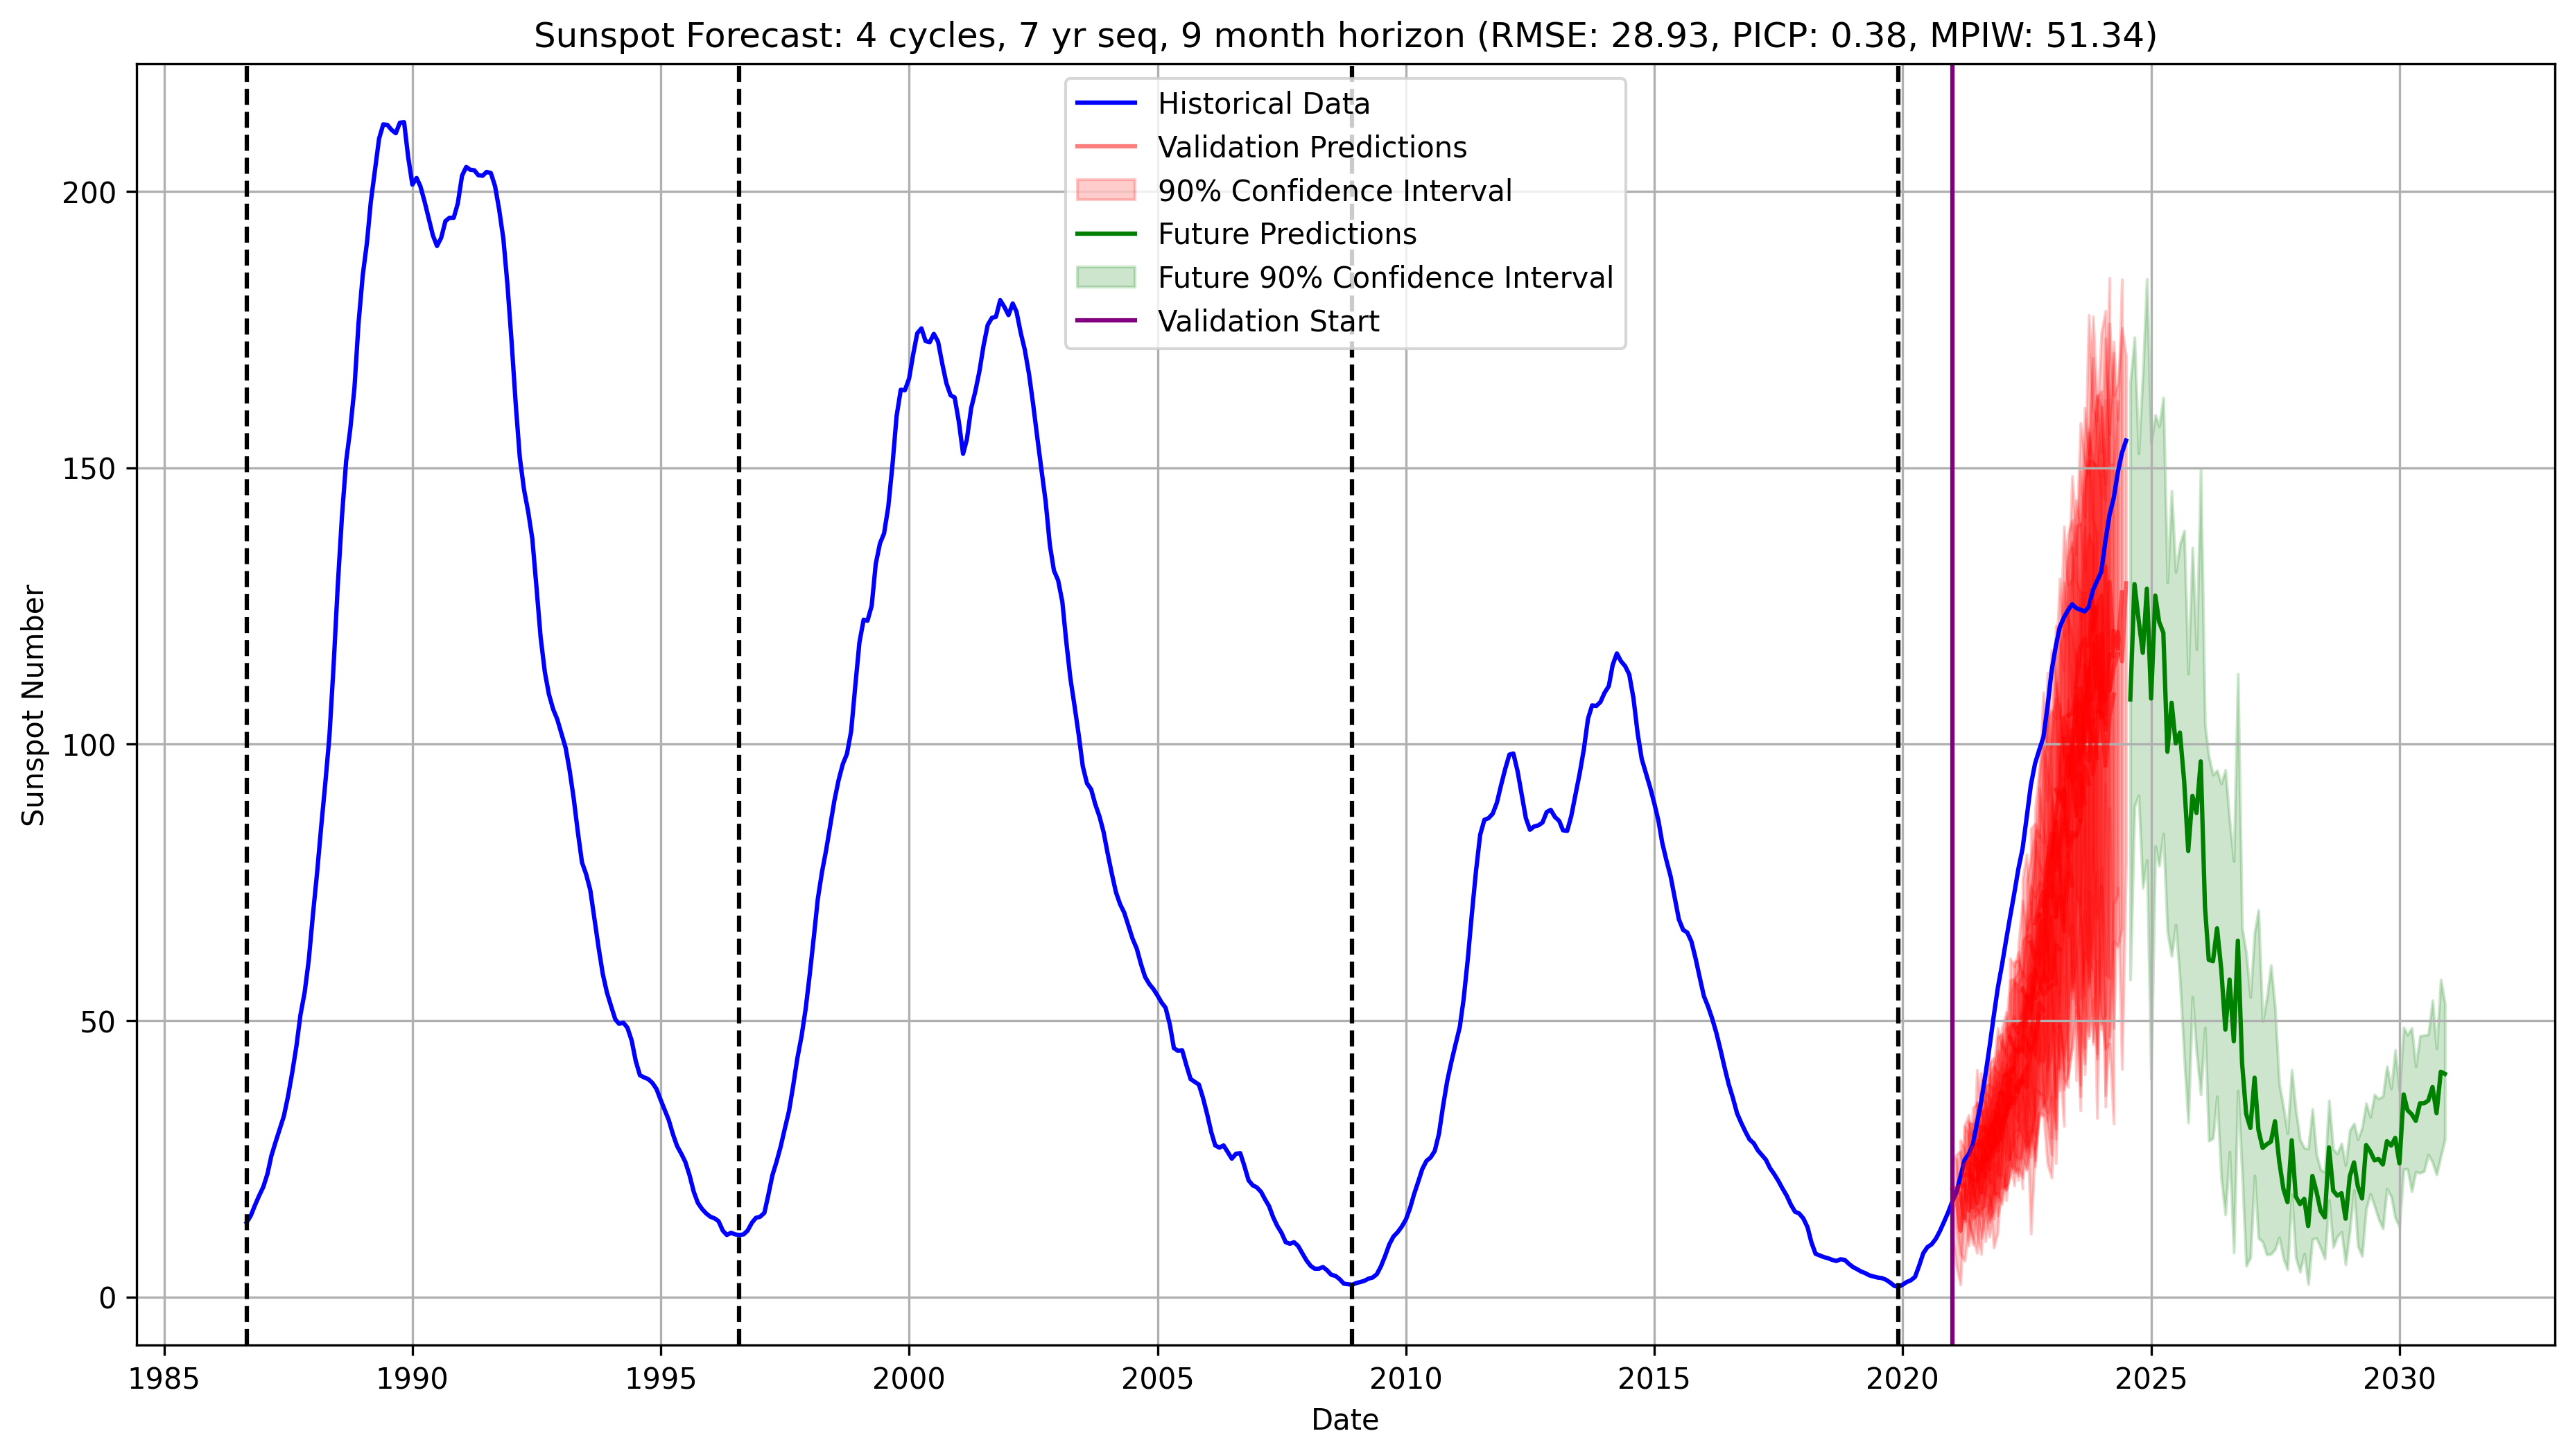 Sunspot Forecast: 4 cycles, 7 yr seq, 9 month horizon (RMSE: 28.93, PICP: 0.38, MPIW: 51.34)
Historical Data
Validation Predictions
90% Confidence Interval
Future Predictions
Future 90% Confidence Interval
Validation Start
Sunspot Number
200
150
100
50
0
1985 1990 1995 2000 2005 2010 2015 2020 2025 2030
Date